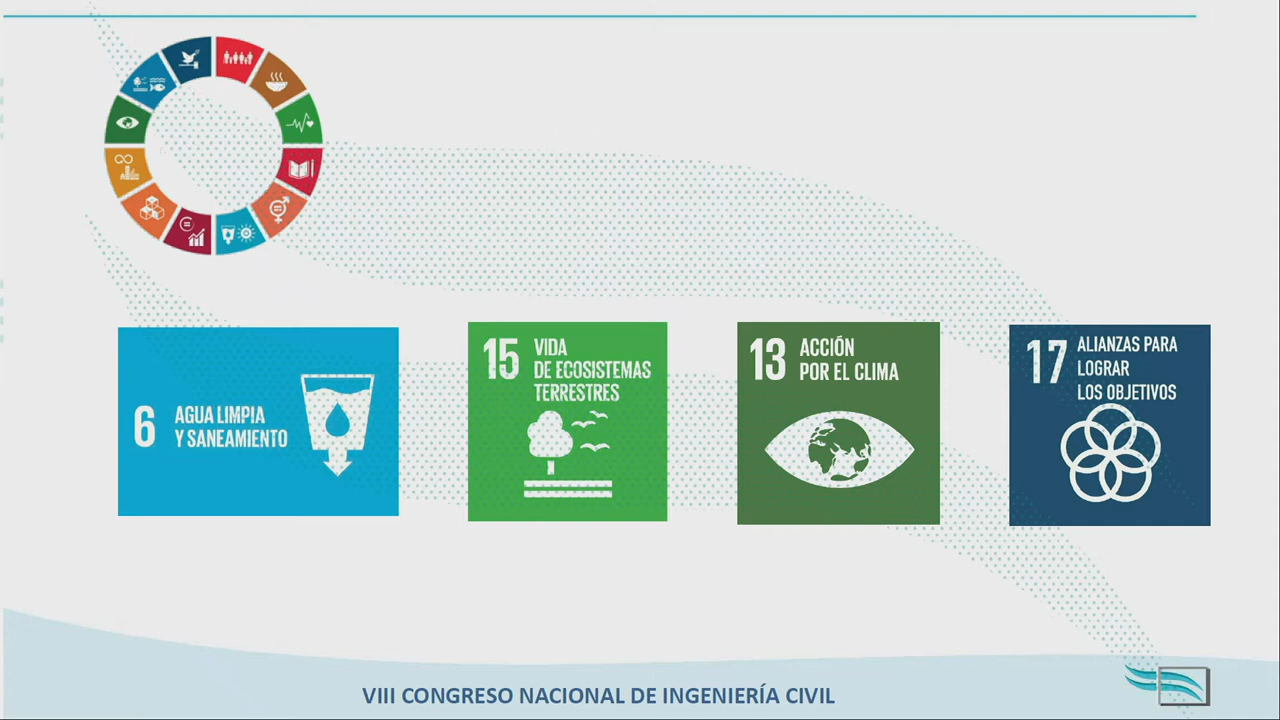 6
AGUA LIMPIA
Y SANEAMIENTO
15
VIDA
DE ECOSISTEMAS
TERRESTRES
13
ACCIÓN
POR EL CLIMA
17
ALIANZAS PARA
LOGRAR
LOS OBJETIVOS
VIII CONGRESO NACIONAL DE INGENIERÍA CIVIL